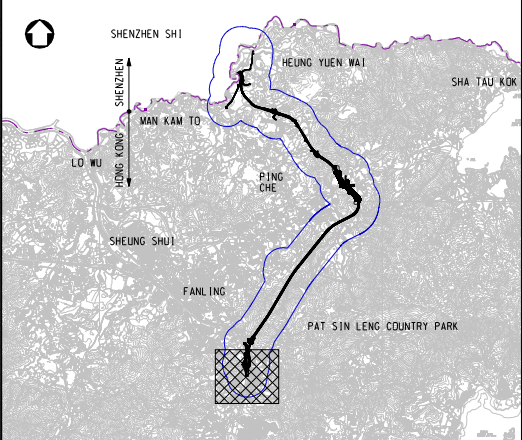 SHENZHEN SHI
HEUNG YUEN WAI
SHENZHEN
SHA TAU KOK
MAN KAM TO
HONG KONG
LO WU
PING
CHE
SHEUNG SHUI
FANLING
PAT SIN LENG COUNTRY PARK